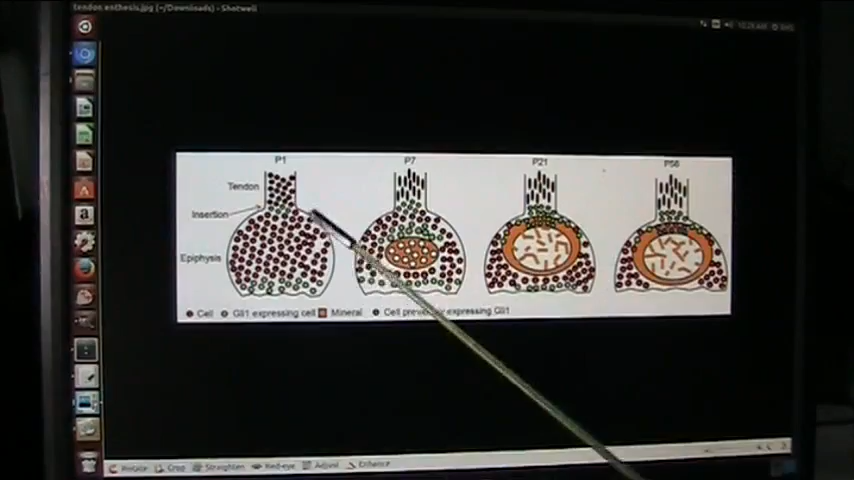 tendon enthesis.jpg (~/Downloads) - Shotwell
P1
P7
P21
P56
Tendon
Insertion
Epiphysis
Cell
Gli1 expressing cell
Mineral
Cell previously expressing Gli1
Rotate
Crop
Straighten
Red-eye
Adjust
Enhance
a